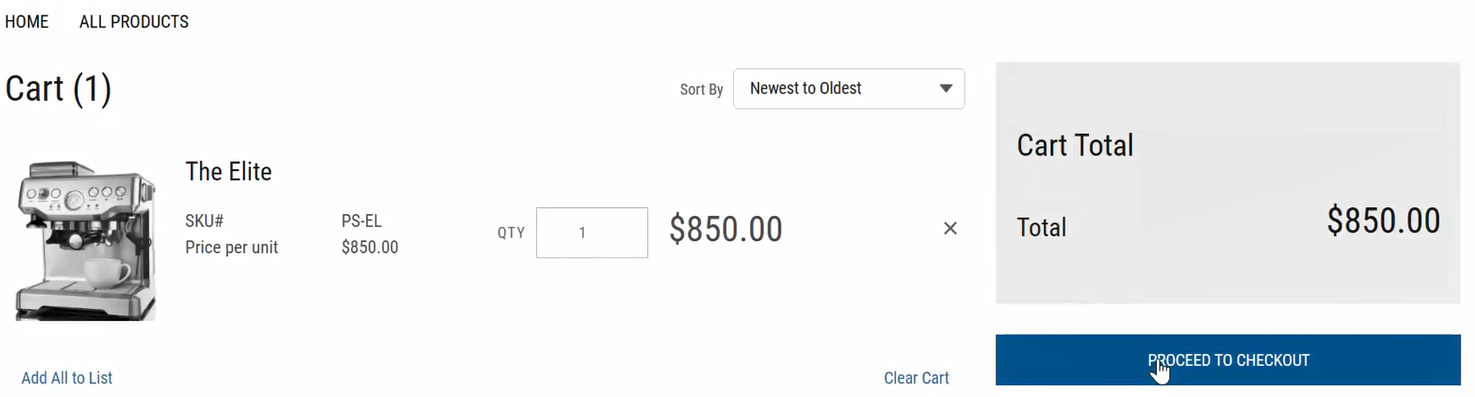 HOME ALL PRODUCTS
Cart (1)
Sort By Newest to Oldest
The Elite
SKU# PS-EL
Price per unit $850.00
QTY 1 $850.00 ×
Add All to List Clear Cart
Cart Total
Total $850.00
PROCEED TO CHECKOUT